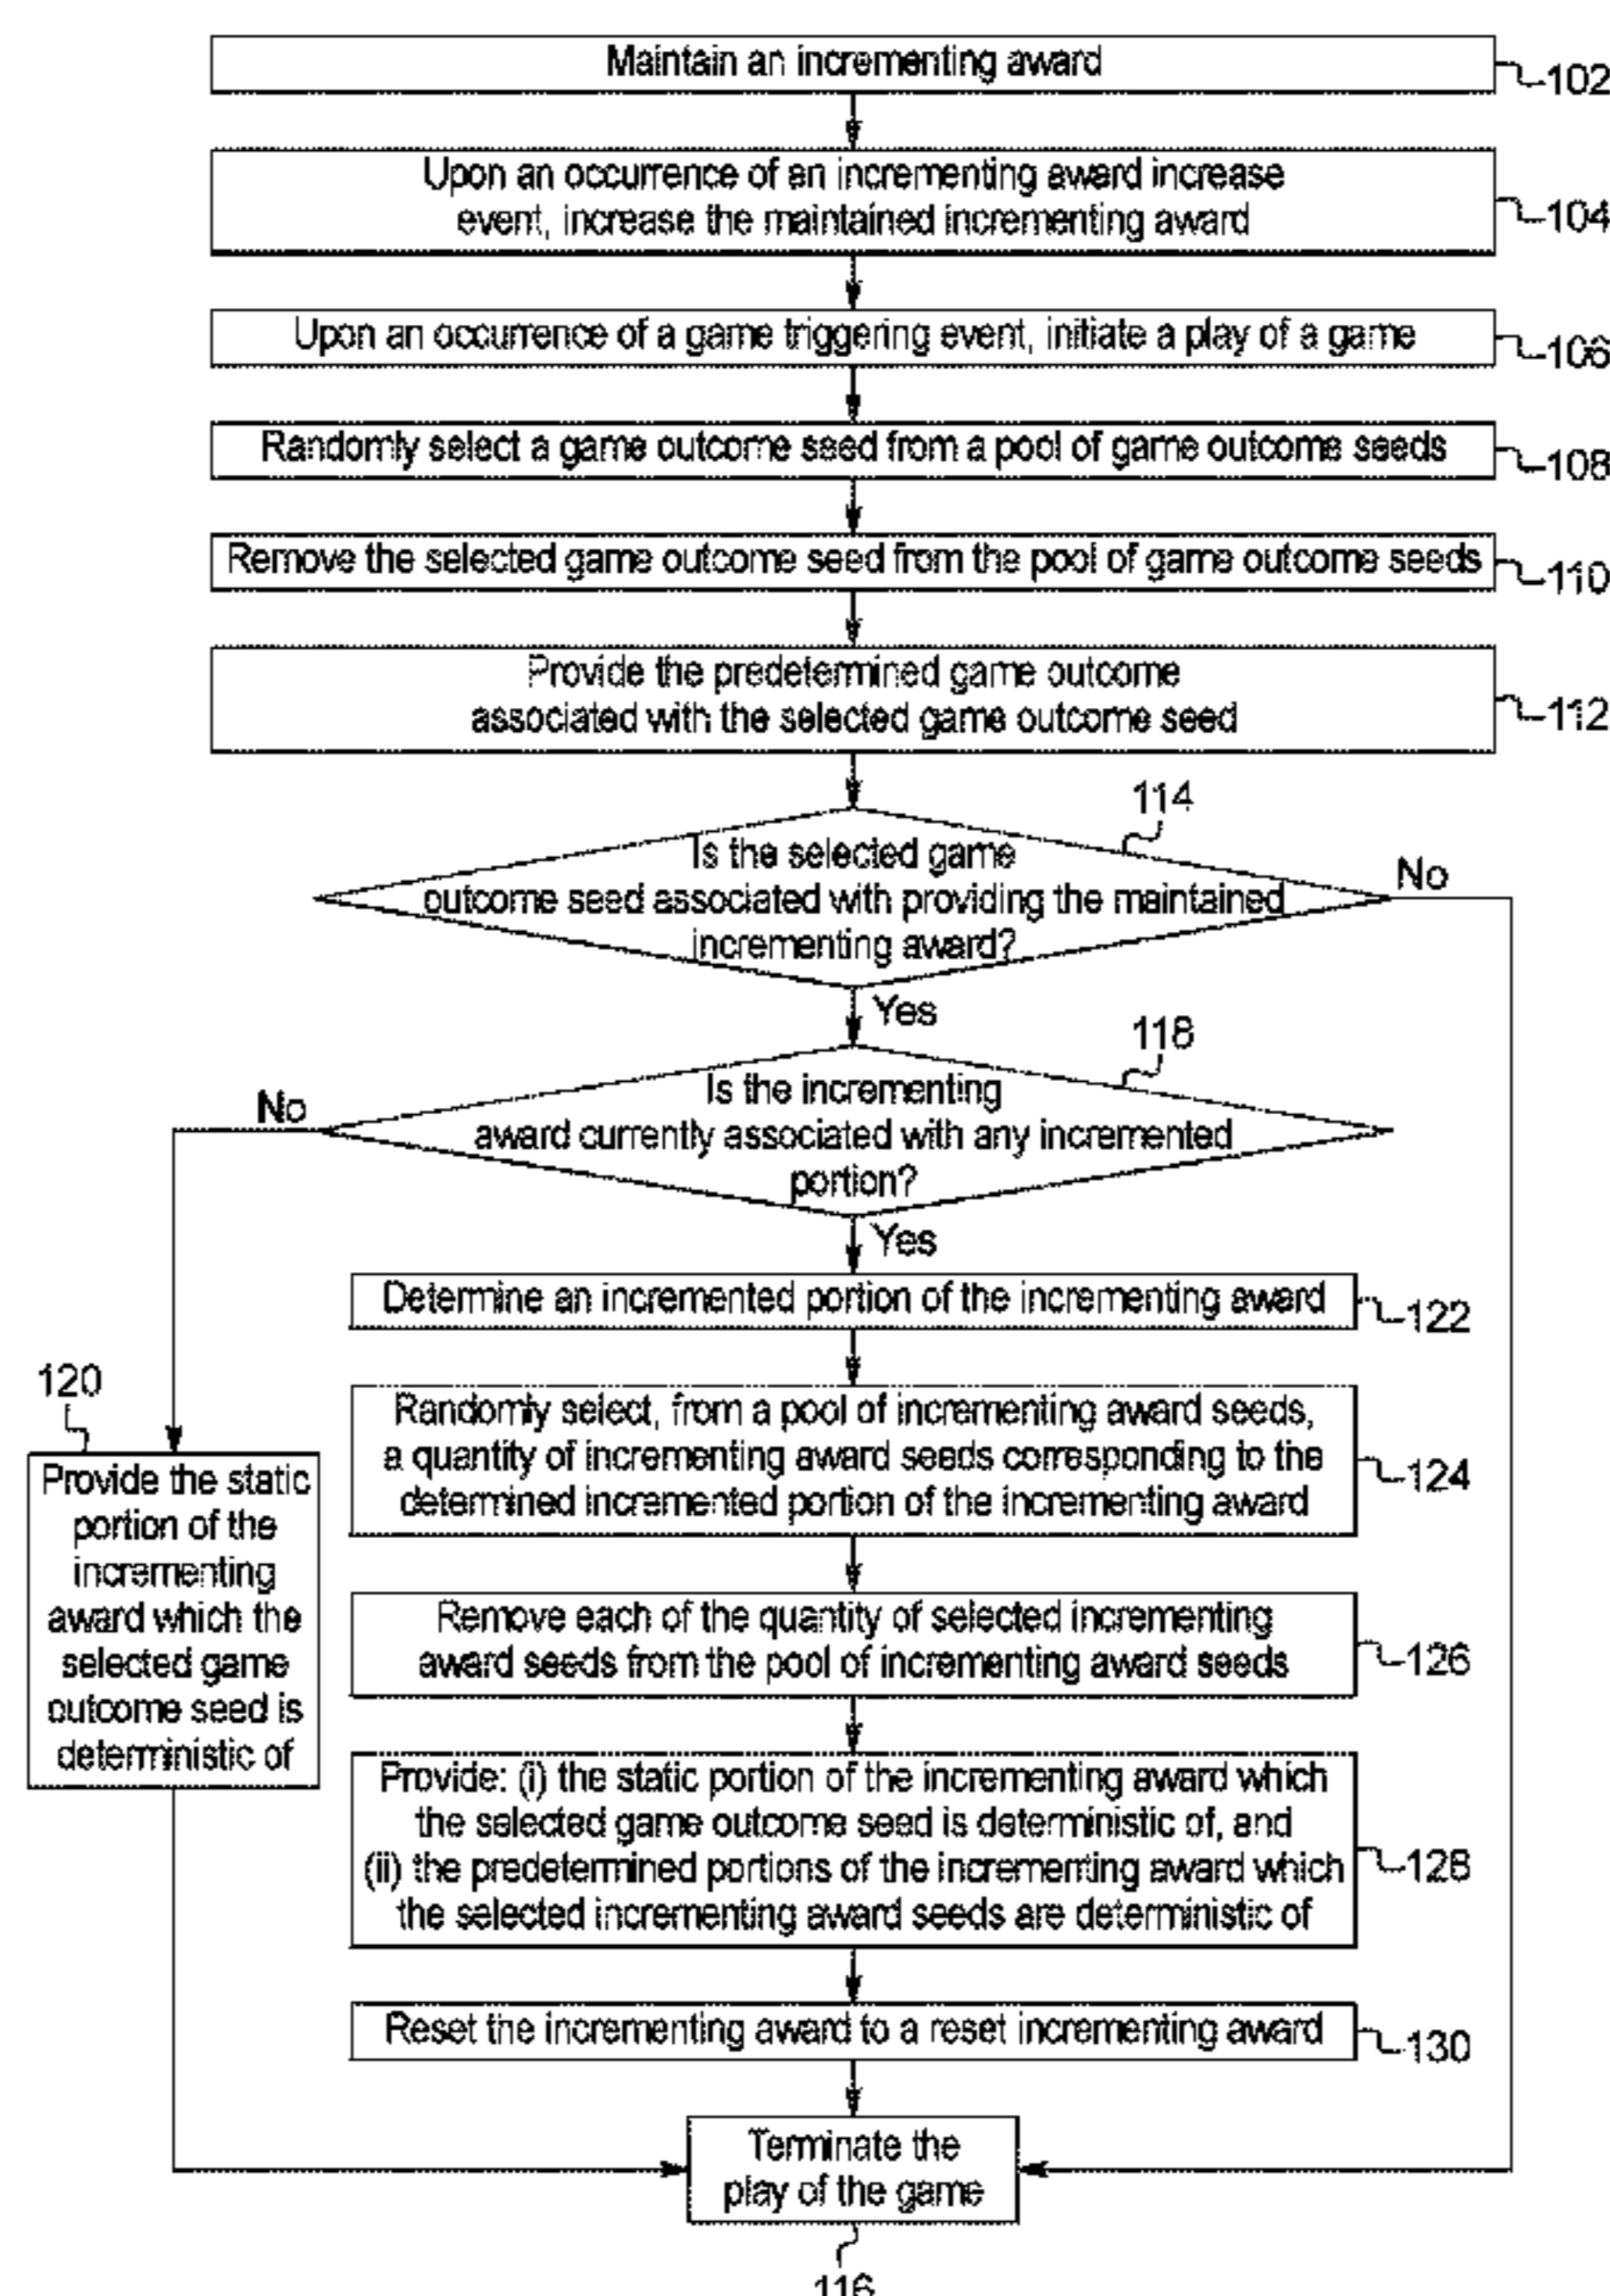 Maintain an incrementing award
102
Upon an occurrence of an incrementing award increase
event, increase the maintained incrementing award
104
Upon an occurrence of a game triggering event, initiate a play of a game
106
Randomly select a game outcome seed from a pool of game outcome seeds
108
Remove the selected game outcome seed from the pool of game outcome seeds
110
Provide the predetermined game outcome
associated with the selected game outcome seed
112
114
Is the selected game
outcome seed associated with providing the maintained
incrementing award?
No
Yes
118
Is the incrementing
award currently associated with any incremented
portion?
No
Yes
Determine an incremented portion of the incrementing award
122
Randomly select, from a pool of incrementing award seeds,
a quantity of incrementing award seeds corresponding to the
determined incremented portion of the incrementing award
124
120
Provide the static
portion of the
incrementing
award which the
selected game
outcome seed is
deterministic of
Remove each of the quantity of selected incrementing
award seeds from the pool of incrementing award seeds
126
Provide: (i) the static portion of the incrementing award which
the selected game outcome seed is deterministic of, and
(ii) the predetermined portions of the incrementing award which
the selected incrementing award seeds are deterministic of
128
Reset the incrementing award to a reset incrementing award
130
Terminate the
play of the game
116